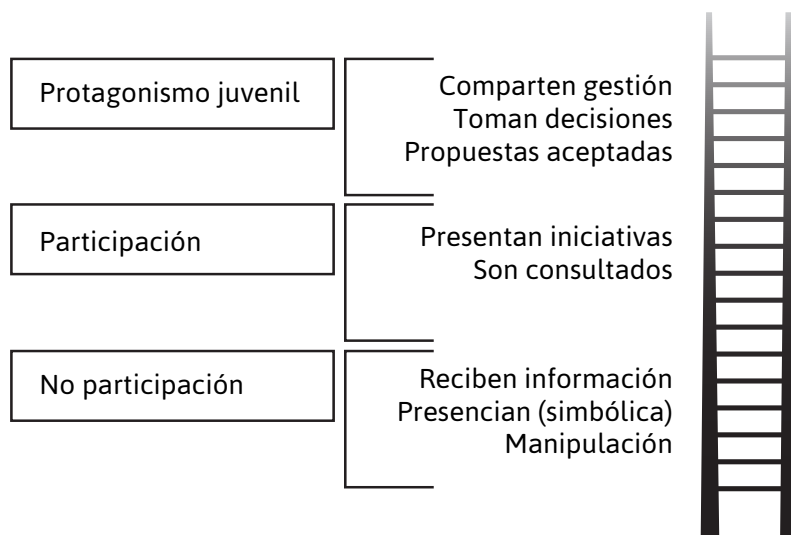 Protagonismo juvenil
Comparten gestión
Toman decisiones
Propuestas aceptadas
Participación
Presentan iniciativas
Son consultados
No participación
Reciben información
Presencian (simbólica)
Manipulación